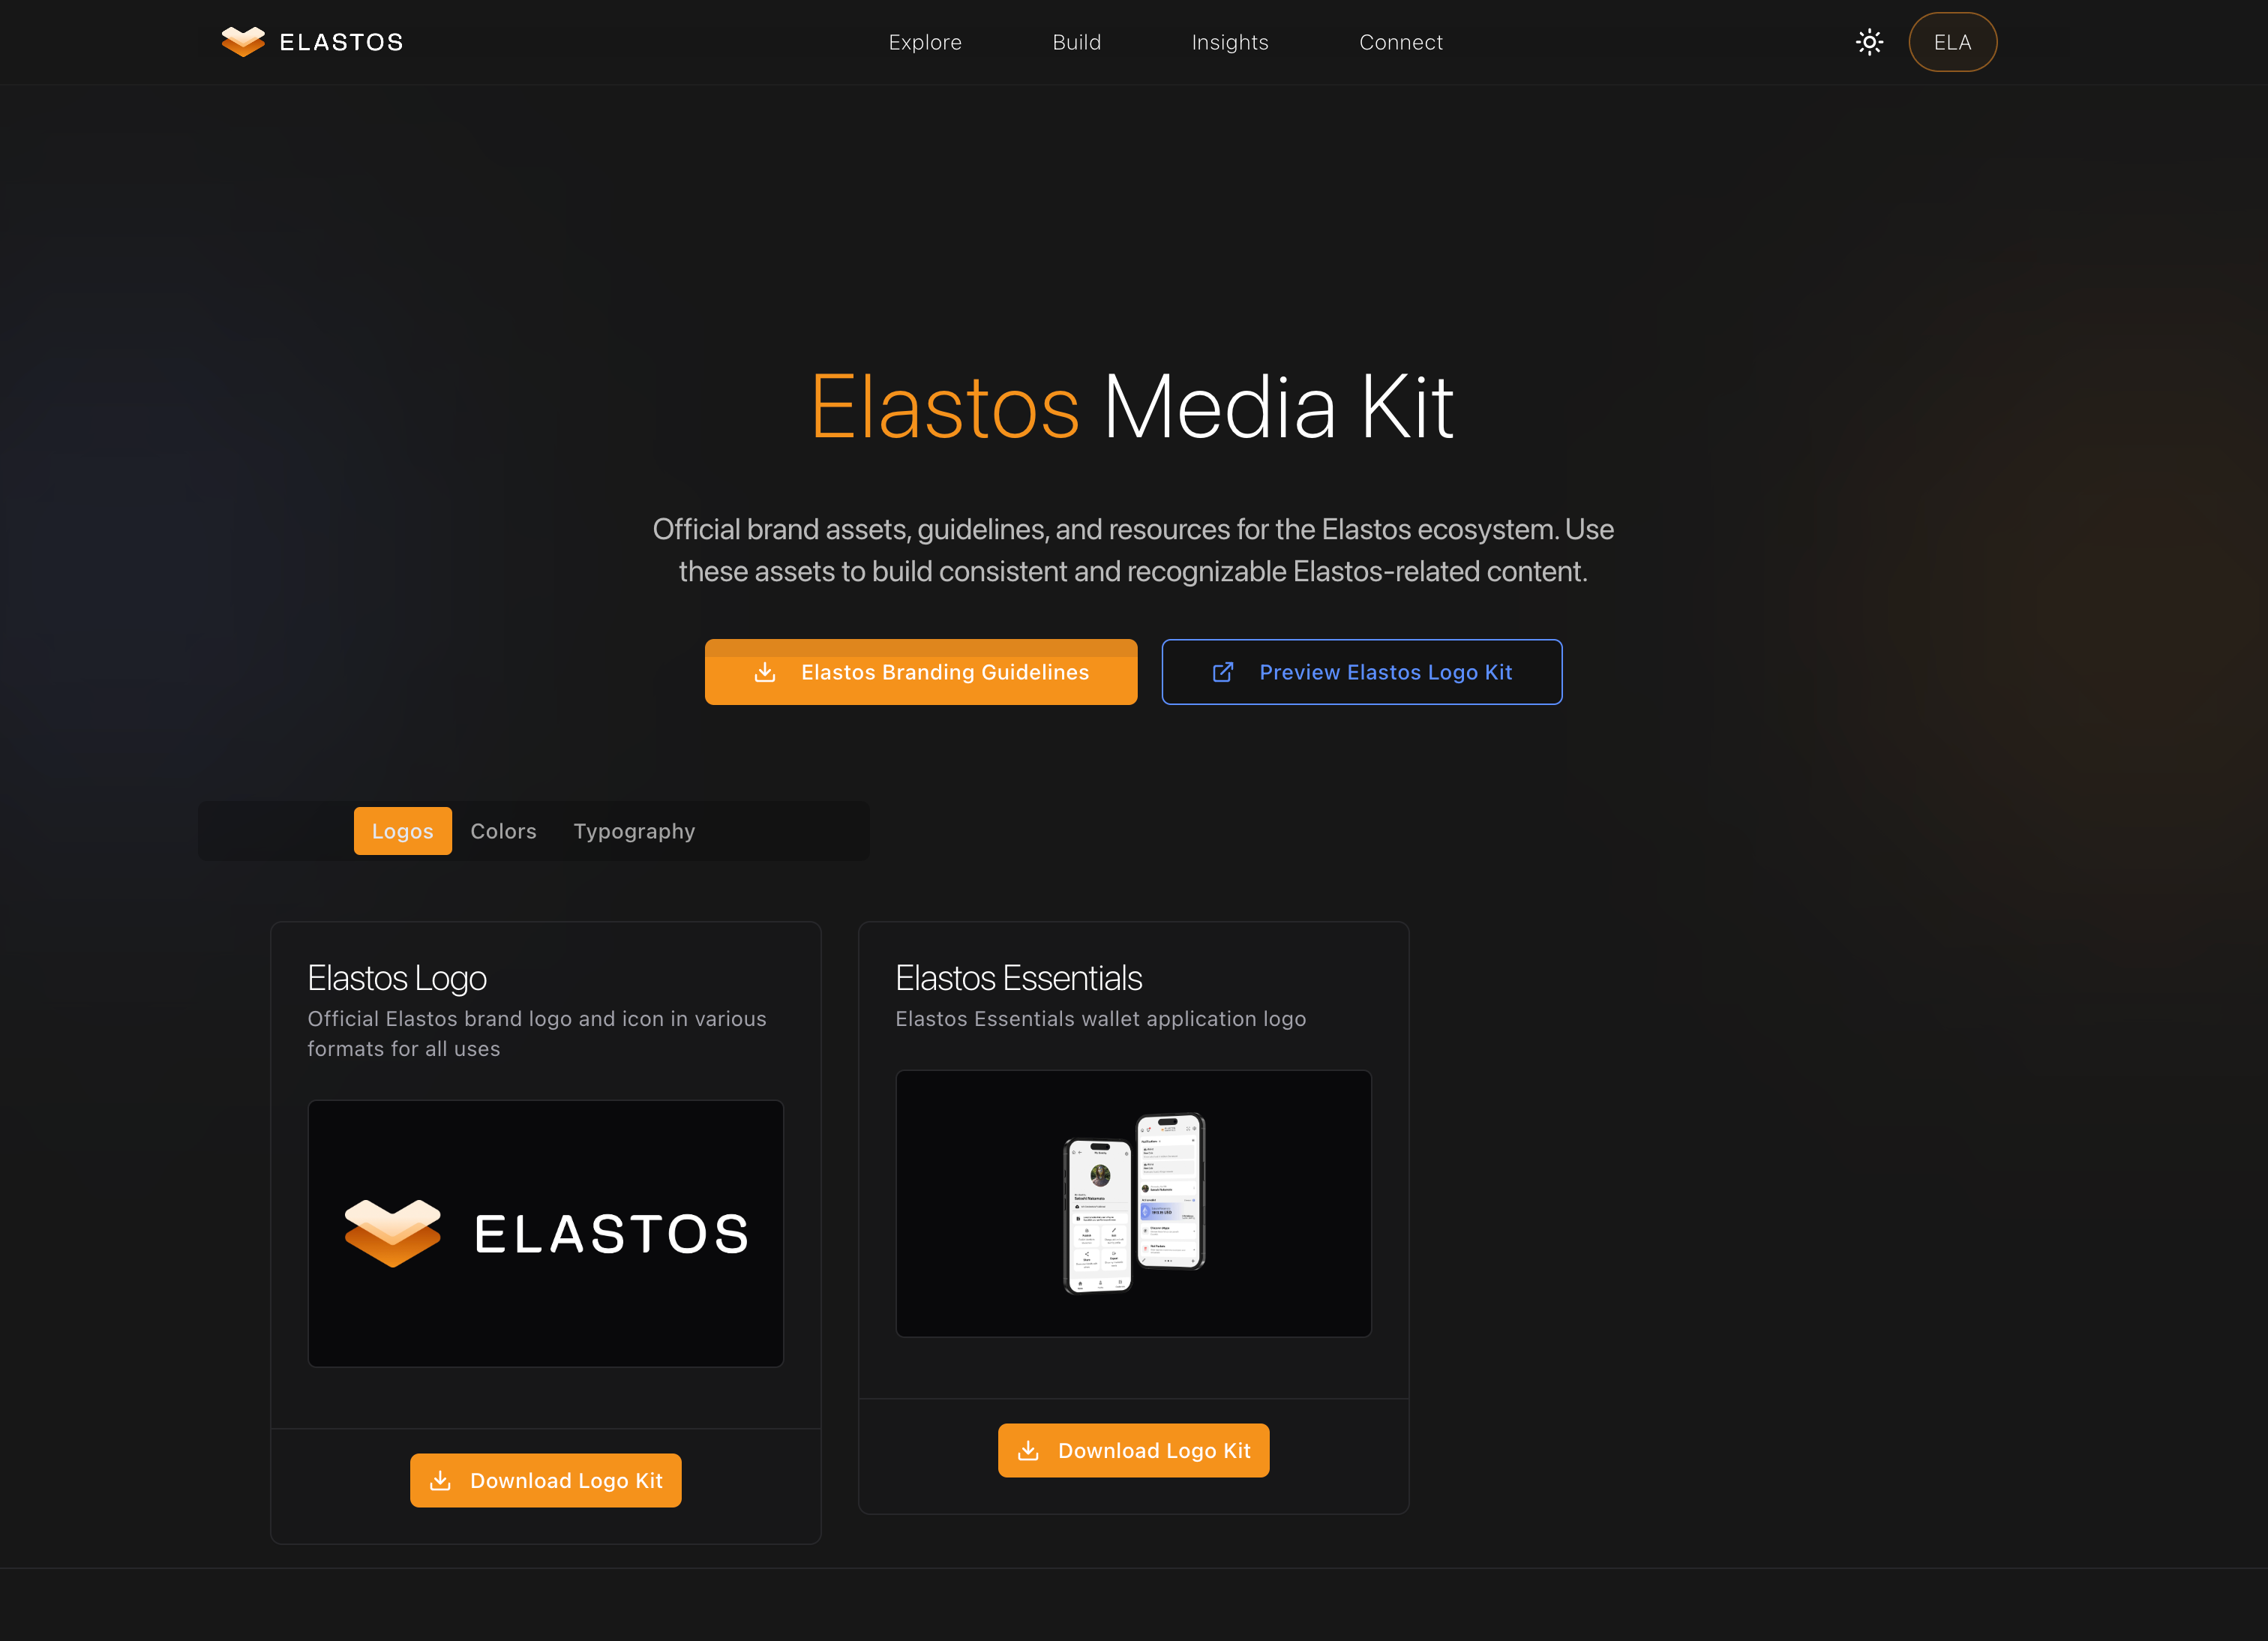 ELASTOS
Explore
Build
Insights
Connect
ELA
Elastos Media Kit
Official brand assets, guidelines, and resources for the Elastos ecosystem. Use
these assets to build consistent and recognizable Elastos-related content.
Elastos Branding Guidelines
Preview Elastos Logo Kit
Logos
Colors
Typography
Elastos Logo
Official Elastos brand logo and icon in various
formats for all uses
ELASTOS
Download Logo Kit
Elastos Essentials
Elastos Essentials wallet application logo
Download Logo Kit